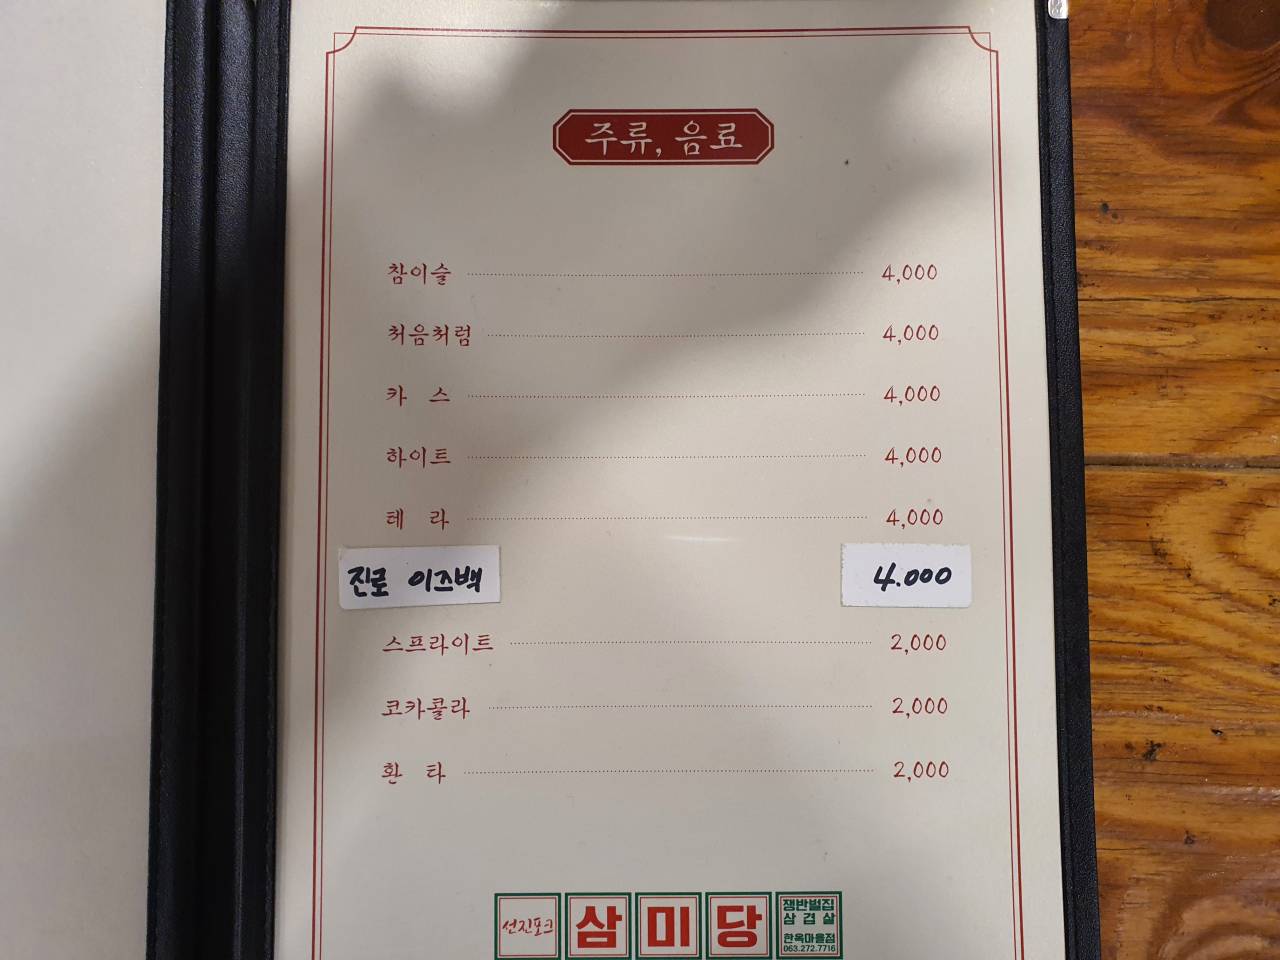 주류, 음료
참이슬 4,000
처음처럼 4,000
카 스 4,000
하이트 4,000
테 라 4,000
진로 이즈백 4.000
스프라이트 2,000
코카콜라 2,000
환 타 2,000
선진포크 삼미당 쟁반벌집
삼겹살
한옥마을점
063.272.7716